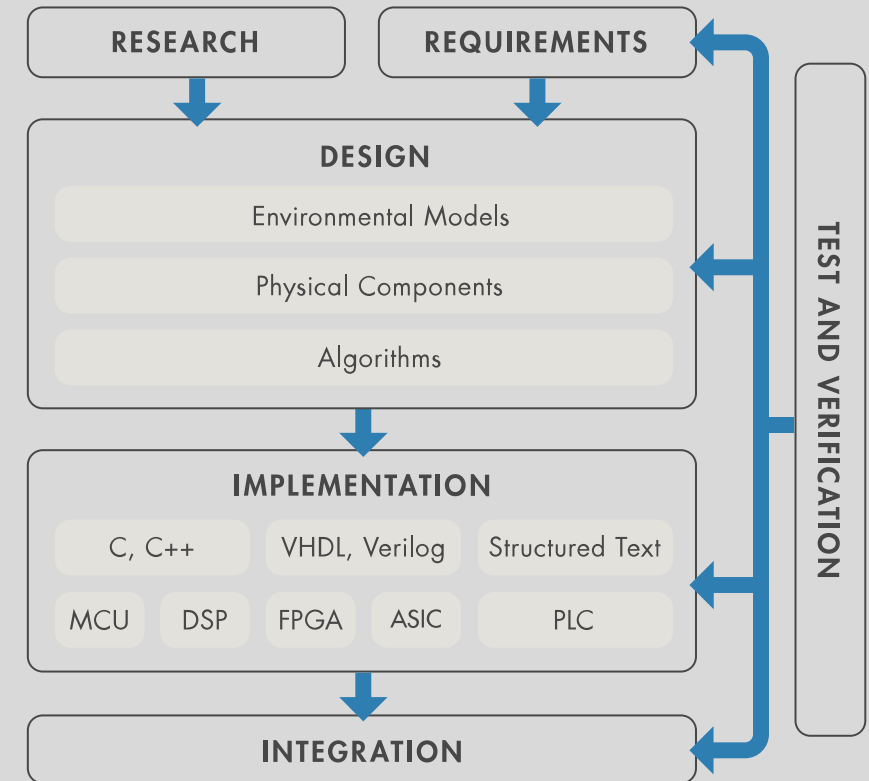 RESEARCH
REQUIREMENTS
DESIGN
Environmental Models
Physical Components
Algorithms
IMPLEMENTATION
C, C++
VHDL, Verilog
Structured Text
MCU
DSP
FPGA
ASIC
PLC
INTEGRATION
TEST AND VERIFICATION